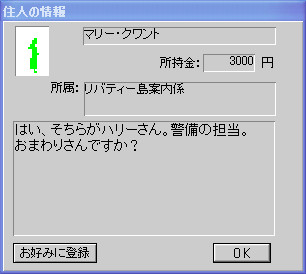 住人の情報
マリー・クワント
所持金: 3000 円
所属: リバティー島案内係
はい、そちらがハリーさん。警備の担当。
おまわりさんですか？
お好みに登録 OK